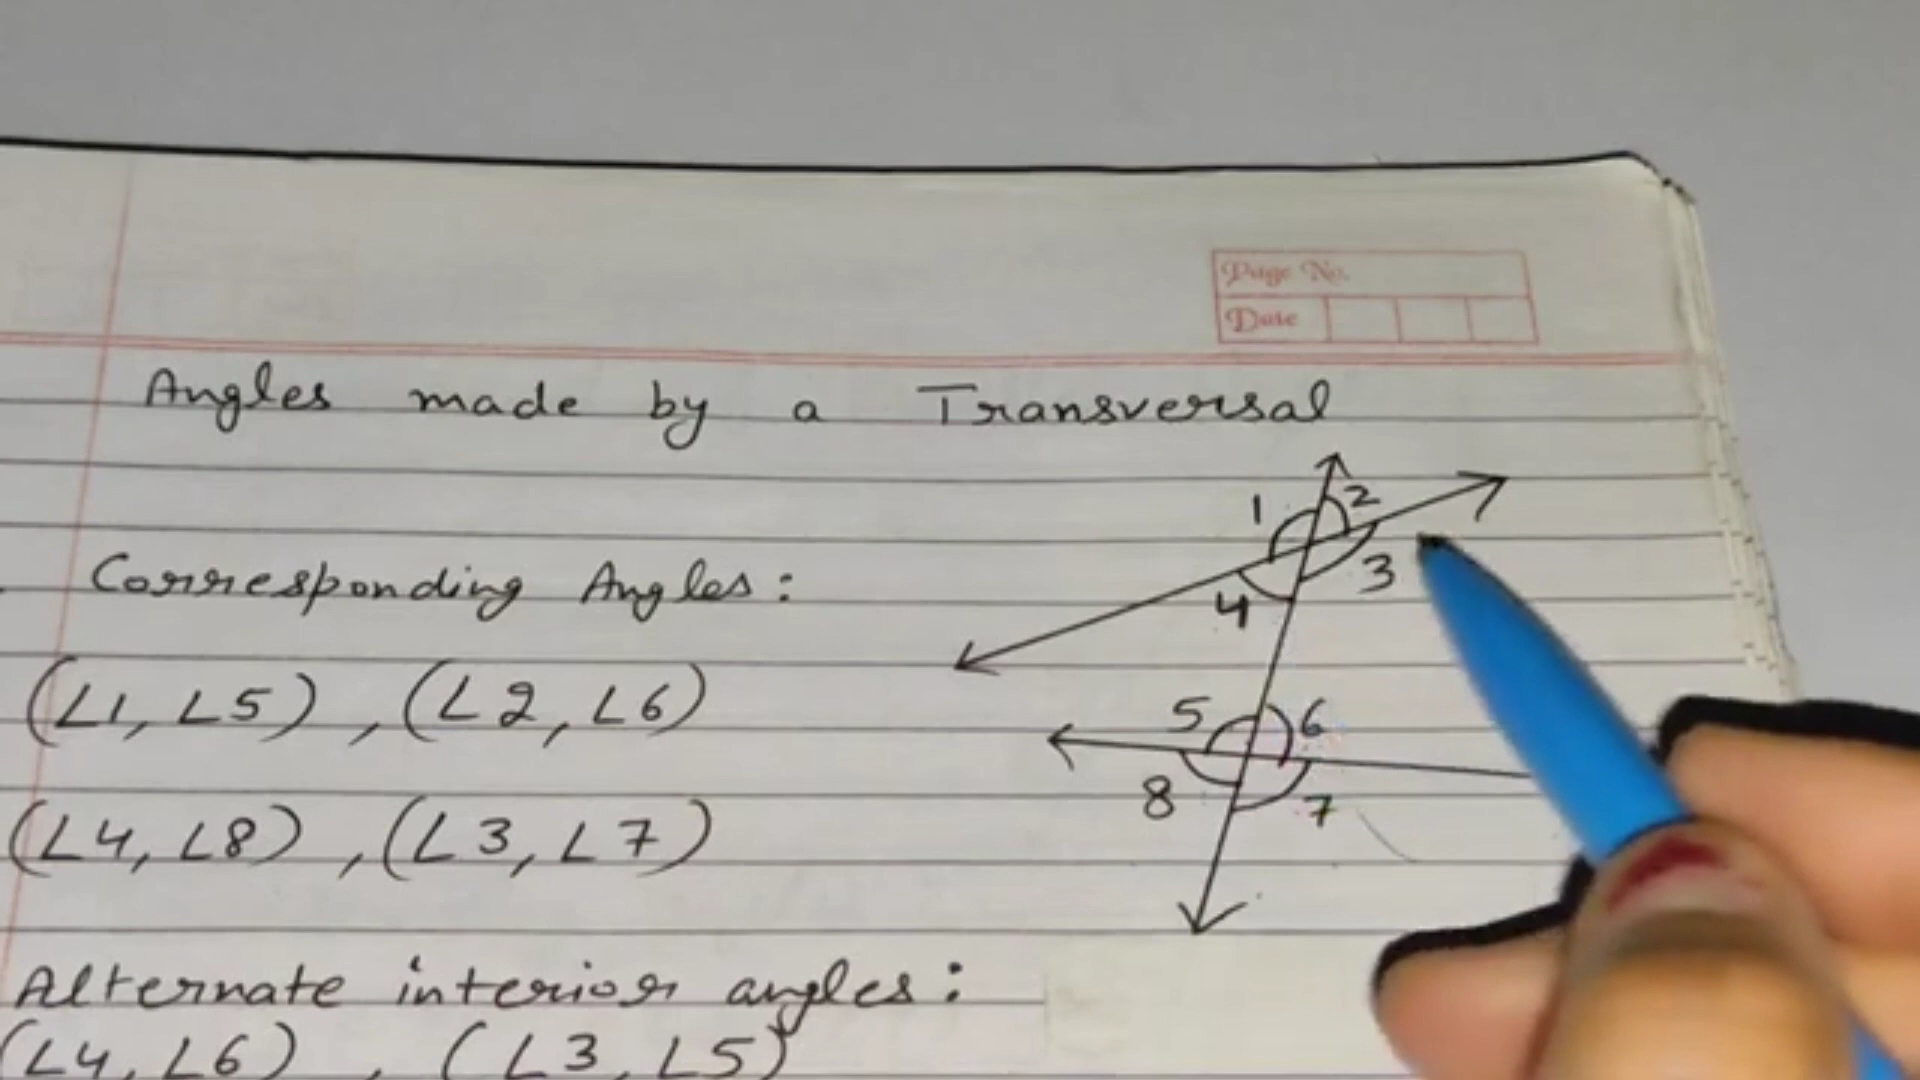 Page No.
Date
Angles made by a Transversal
1 2
3
4
Corresponding Angles:
(∠1, ∠5), (∠2, ∠6)
5 6
8 7
(∠4, ∠8), (∠3, ∠7)
Alternate interior angles:
(∠4, ∠6), (∠3, ∠5)